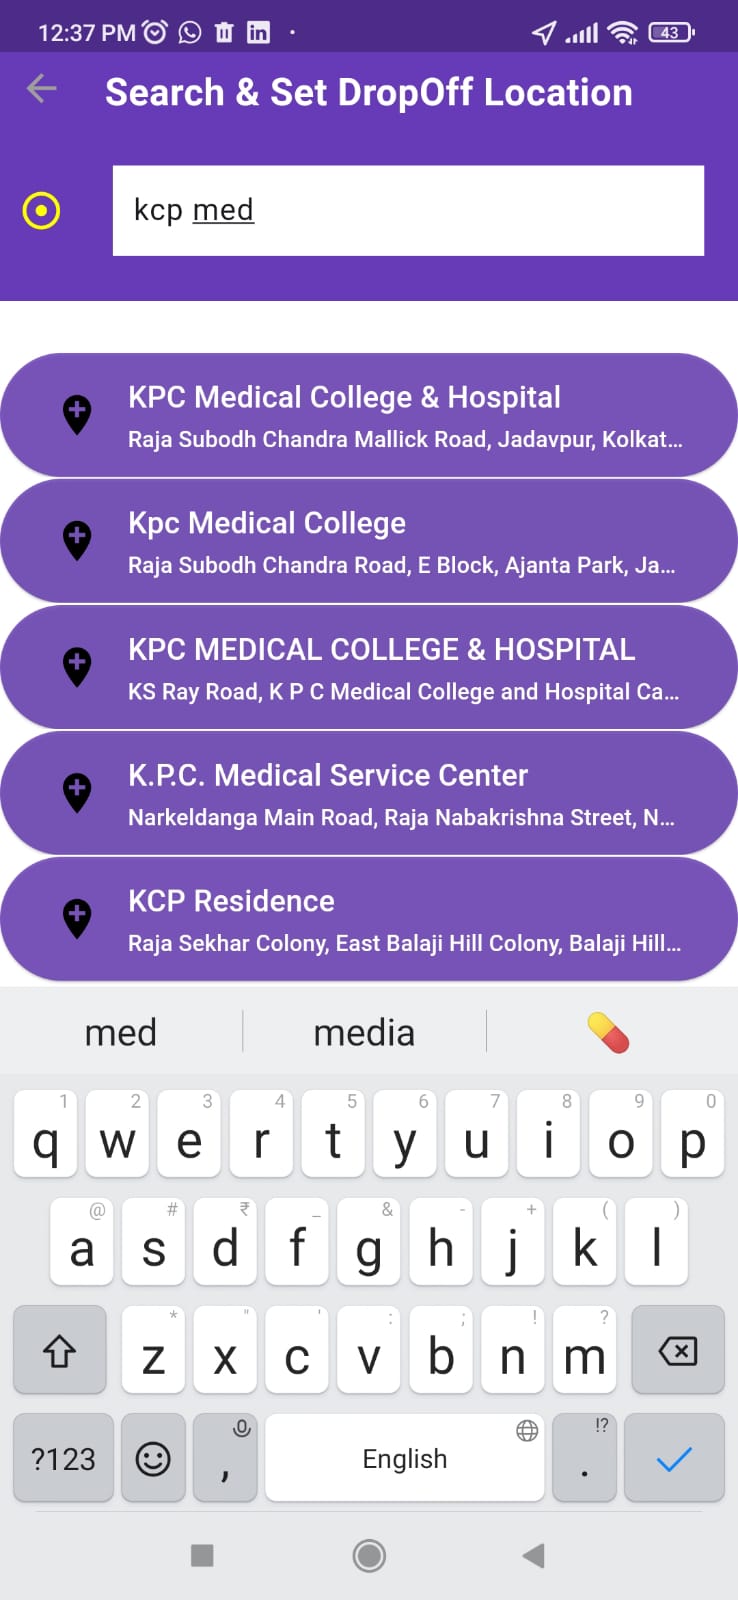 12:37 PM
43
Search & Set DropOff Location
kcp med
KPC Medical College & Hospital
Raja Subodh Chandra Mallick Road, Jadavpur, Kolkat...
Kpc Medical College
Raja Subodh Chandra Road, E Block, Ajanta Park, Ja...
KPC MEDICAL COLLEGE & HOSPITAL
KS Ray Road, K P C Medical College and Hospital Ca...
K.P.C. Medical Service Center
Narkeldanga Main Road, Raja Nabakrishna Street, N...
KCP Residence
Raja Sekhar Colony, East Balaji Hill Colony, Balaji Hill...
med media
1 2 3 4 5 6 7 8 9 0
q w e r t y u i o p
@ # ₹ _ & - + ( )
a s d f g h j k l
* " ' : ; ! ?
z x c v b n m
!?
?123 , English .